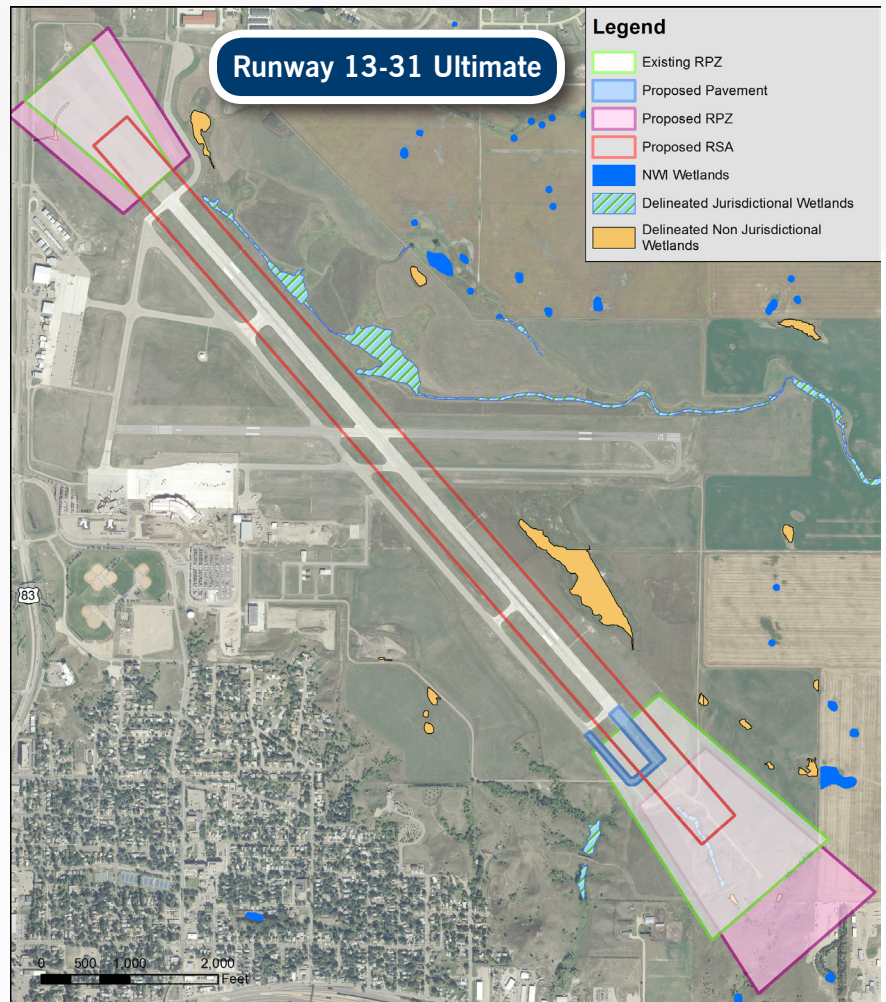 Runway 13-31 Ultimate
Legend
Existing RPZ
Proposed Pavement
Proposed RPZ
Proposed RSA
NWI Wetlands
Delineated Jurisdictional Wetlands
Delineated Non Jurisdictional
Wetlands
83
0 500 1,000 2,000
Feet